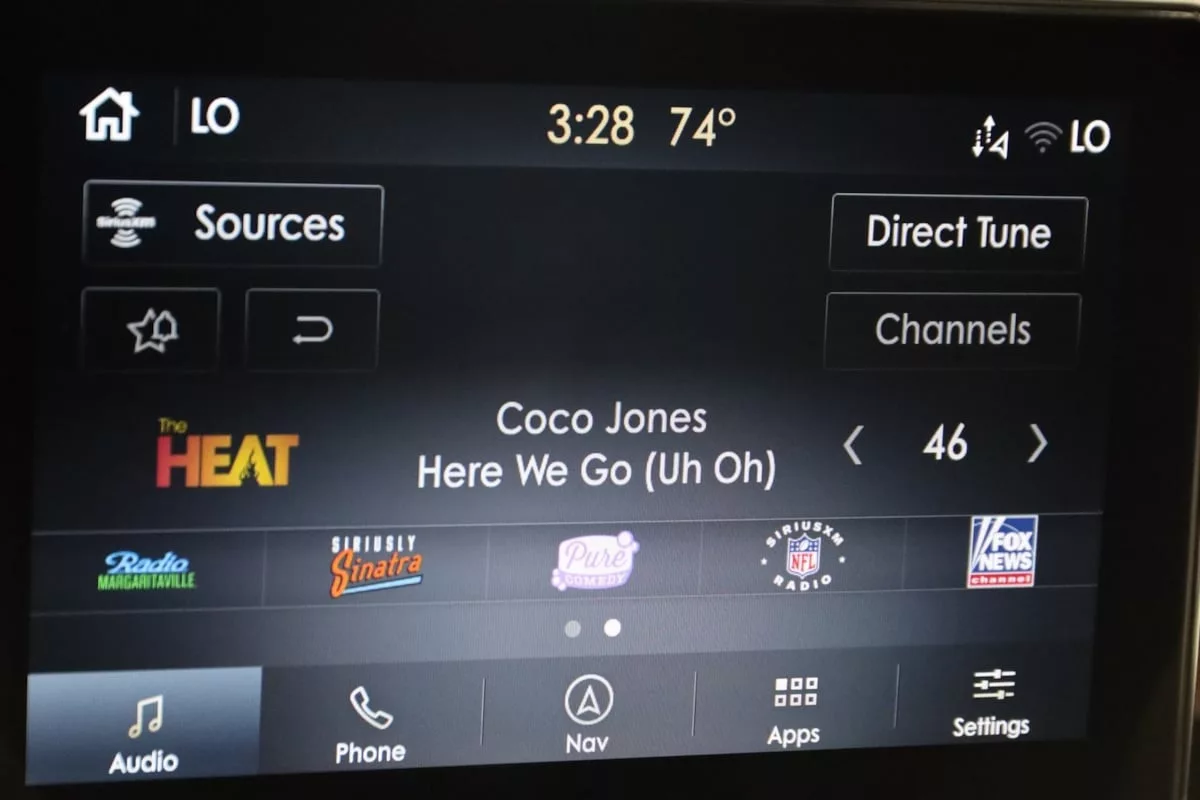 LO 3:28 74° LO
SiriusXM Sources
Direct Tune
Channels
The
HEAT
Coco Jones
Here We Go (Uh Oh)
46
Radio
MARGARITAVILLE
SIRIUSLY
Sinatra
Pure
COMEDY
SIRIUSXM
NFL
RADIO
FOX
NEWS
channel
Audio
Phone
Nav
Apps
Settings